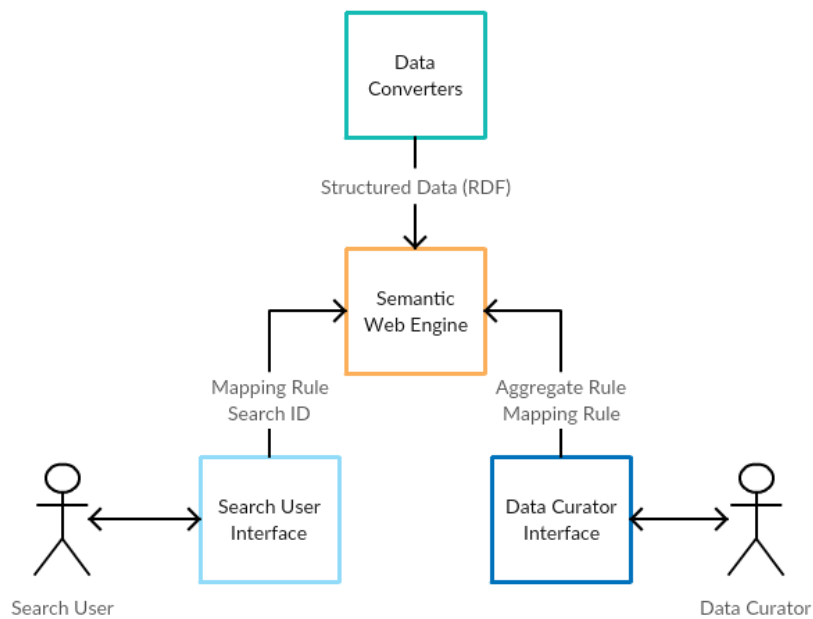 Data
Converters
Structured Data (RDF)
Semantic
Web Engine
Mapping Rule
Search ID
Aggregate Rule
Mapping Rule
Search User
Interface
Data Curator
Interface
Search User
Data Curator